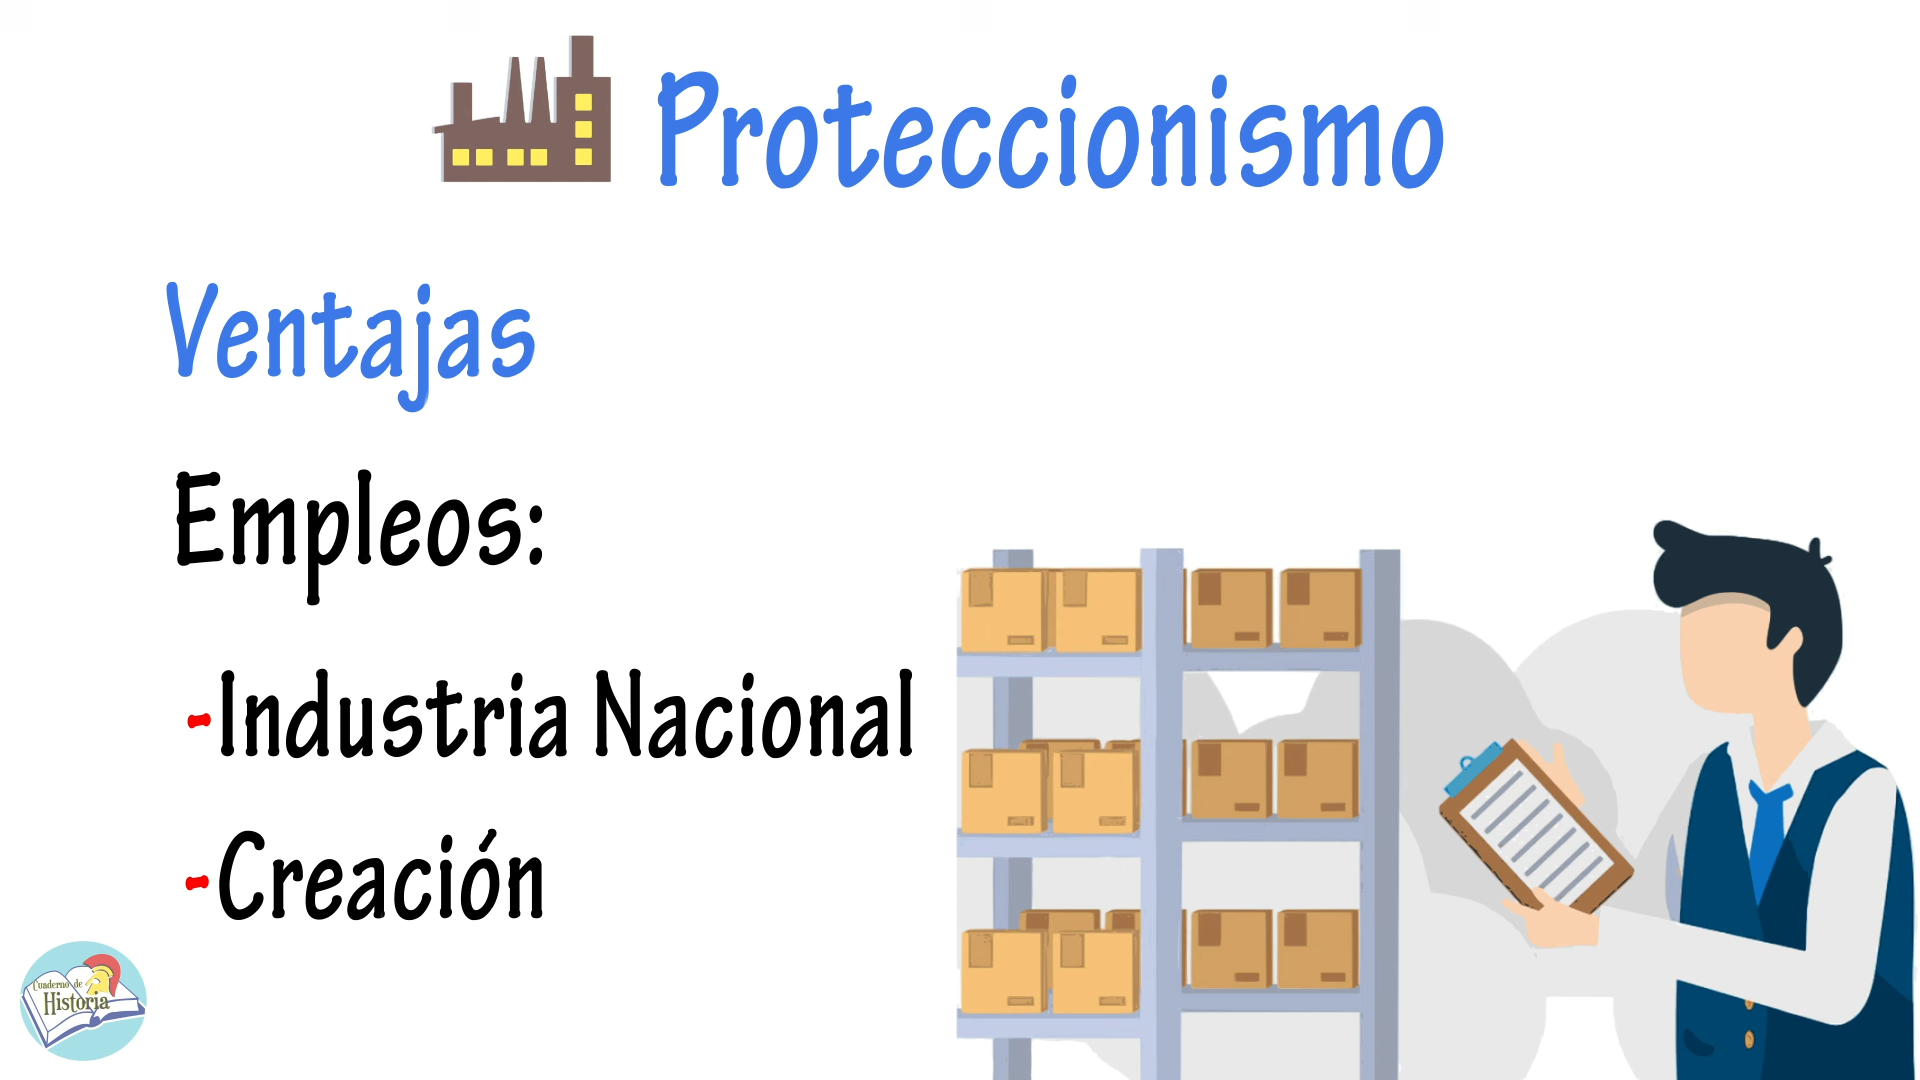 Proteccionismo
Ventajas
Empleos:
-Industria Nacional
-Creación
Cuaderno de
Historia